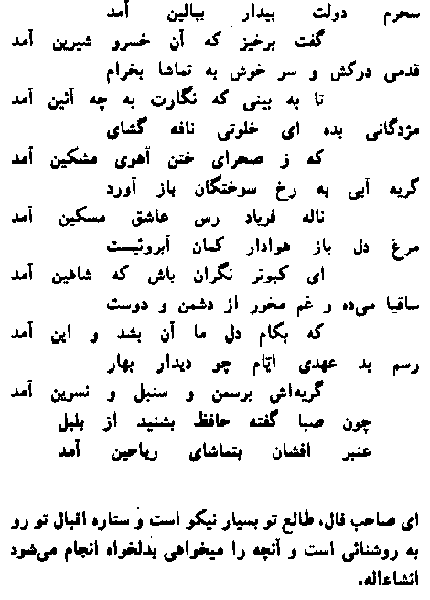 سحرم دولت بیدار ببالین آمد
گفت برخیز که آن خسرو شیرین آمد
قدمی درکش و سر خوش به تماشا بخرام
تا به بینی که نگارت به چه آئین آمد
مژدگانی بده ای خلوتی نافه گشای
که ز صحرای ختن آهوی مشکین آمد
گریه آبی به رخ سوختگان باز آورد
ناله فریاد رس عاشق مسکین آمد
مرغ دل باز هوادار کمان ابروئیست
ای کبوتر نگران باش که شاهین آمد
ساقیا می‌ده و غم مخور از دشمن و دوست
که بکام دل ما آن بشد و این آمد
رسم بد عهدی ایّام چو دیدار بهار
گریه‌اش برسمن و سنبل و نسرین آمد
چون صبا گفته حافظ بشنید از بلبل
عنبر افشان بتماشای ریاحین آمد
ای صاحب فال، طالع تو بسیار نیکو است و ستاره اقبال تو رو
به روشنائی است و آنچه را میخواهی بدلخواه انجام می‌شود
انشاءاله.